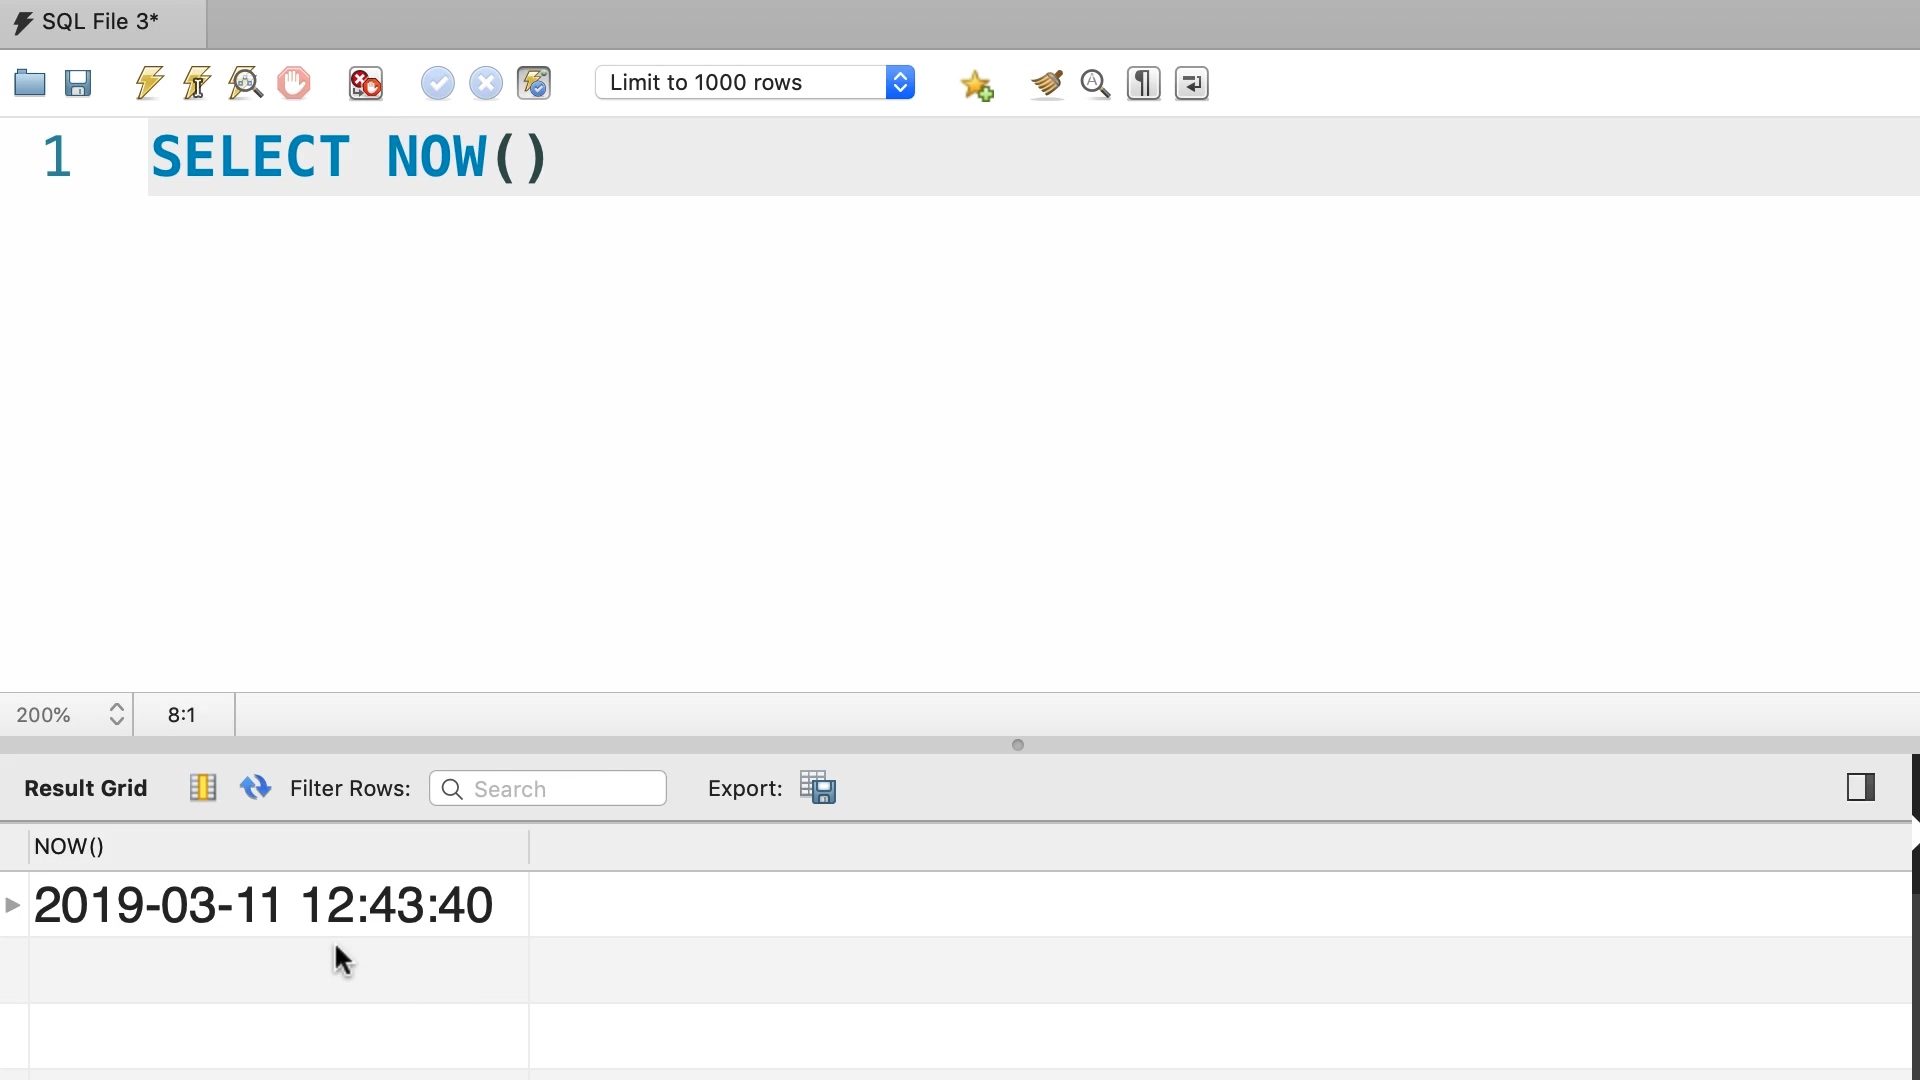 SQL File 3*
Limit to 1000 rows
1 SELECT NOW()
200% 8:1
Result Grid Filter Rows: Search Export:
NOW()
2019-03-11 12:43:40